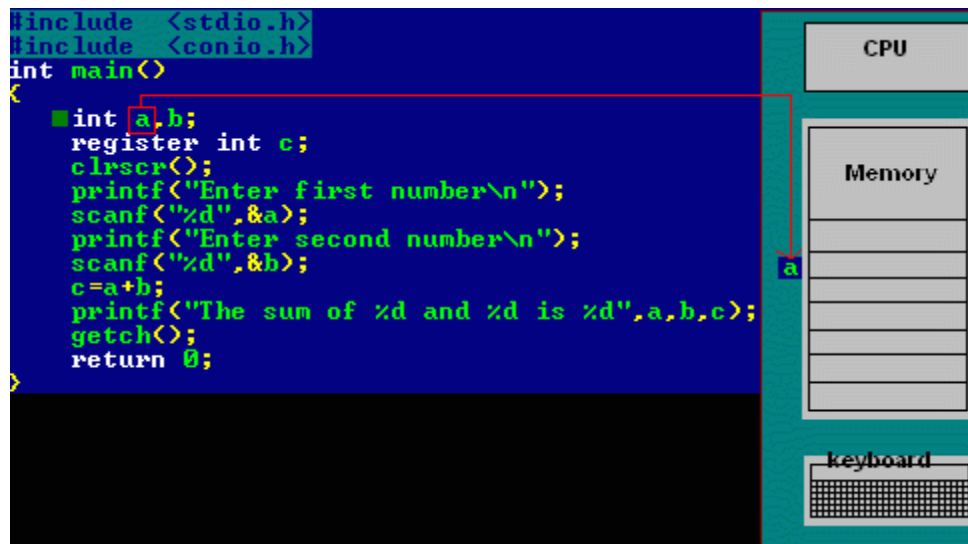 #include  <stdio.h>
#include  <conio.h>
int main()
{
int a,b;
register int c;
clrscr();
printf("Enter first number\n");
scanf("%d",&a);
printf("Enter second number\n");
scanf("%d",&b);
c=a+b;
printf("The sum of %d and %d is %d",a,b,c);
getch();
return 0;
}
CPU
Memory
a
keyboard